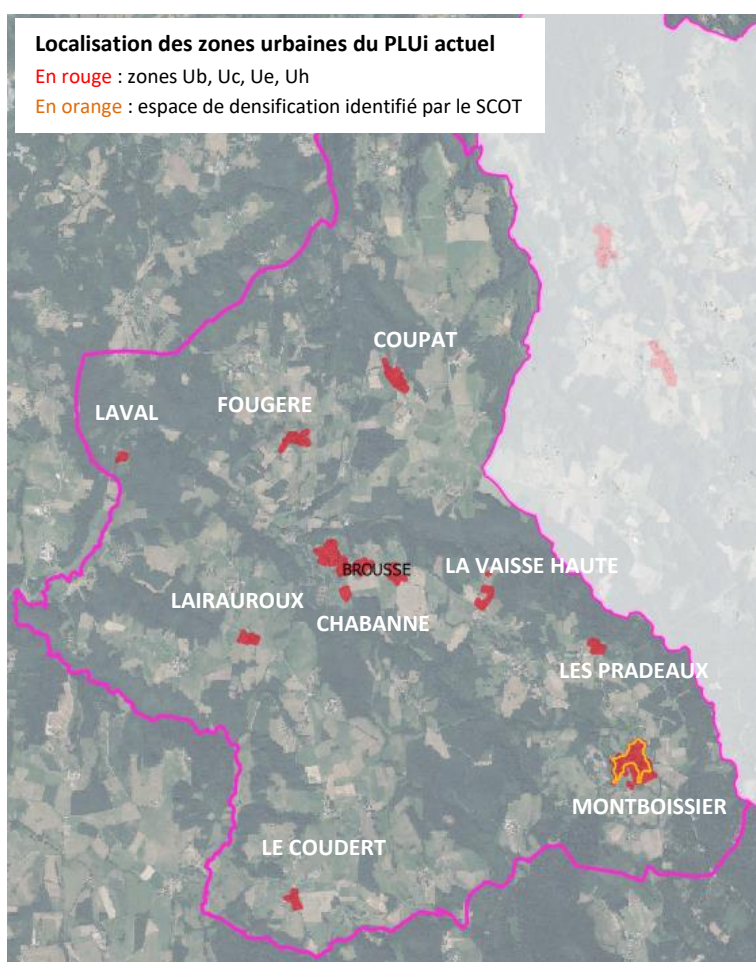 Localisation des zones urbaines du PLUi actuel
En rouge : zones Ub, Uc, Ue, Uh
En orange : espace de densification identifié par le SCOT
COUPAT
LAVAL
FOUGERE
BROUSSE
LA VAISSE HAUTE
LAIRAUROUX
CHABANNE
LES PRADEAUX
MONTBOISSIER
LE COUDERT